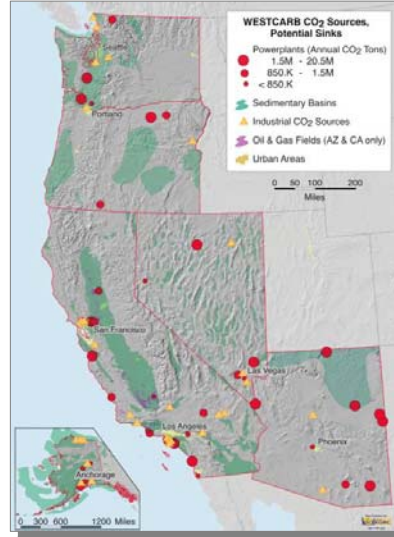 WESTCARB CO2 Sources,
Potential Sinks
Powerplants (Annual CO2 Tons)
1.5M - 20.5M
850.K - 1.5M
< 850.K
Sedimentary Basins
Industrial CO2 Sources
Oil & Gas Fields (AZ & CA only)
Urban Areas
0 50 100 200
Miles
Seattle
Portland
San Francisco
Las Vegas
Los Angeles
Phoenix
Anchorage
0 300 600 1200 Miles